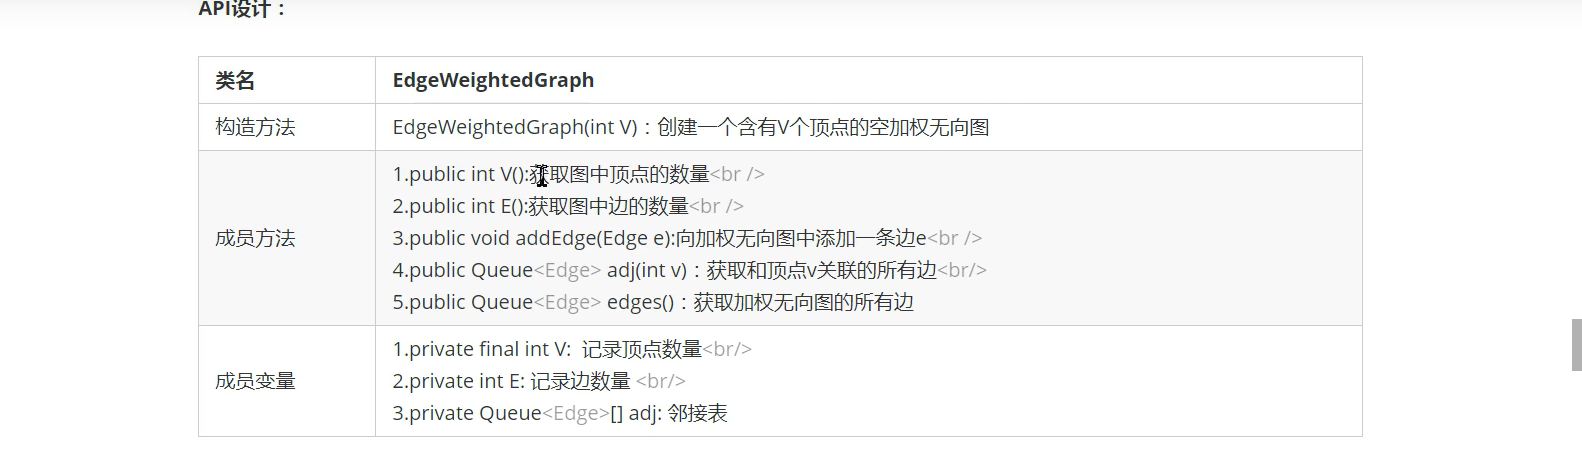 API设计：
类名
EdgeWeightedGraph
构造方法
EdgeWeightedGraph(int V)：创建一个含有V个顶点的空加权无向图
成员方法
1.public int V():获取图中顶点的数量<br />
2.public int E():获取图中边的数量<br />
3.public void addEdge(Edge e):向加权无向图中添加一条边e<br />
4.public Queue<Edge> adj(int v)：获取和顶点v关联的所有边<br/>
5.public Queue<Edge> edges()：获取加权无向图的所有边
成员变量
1.private final int V:  记录顶点数量<br/>
2.private int E: 记录边数量 <br/>
3.private Queue<Edge>[] adj: 邻接表